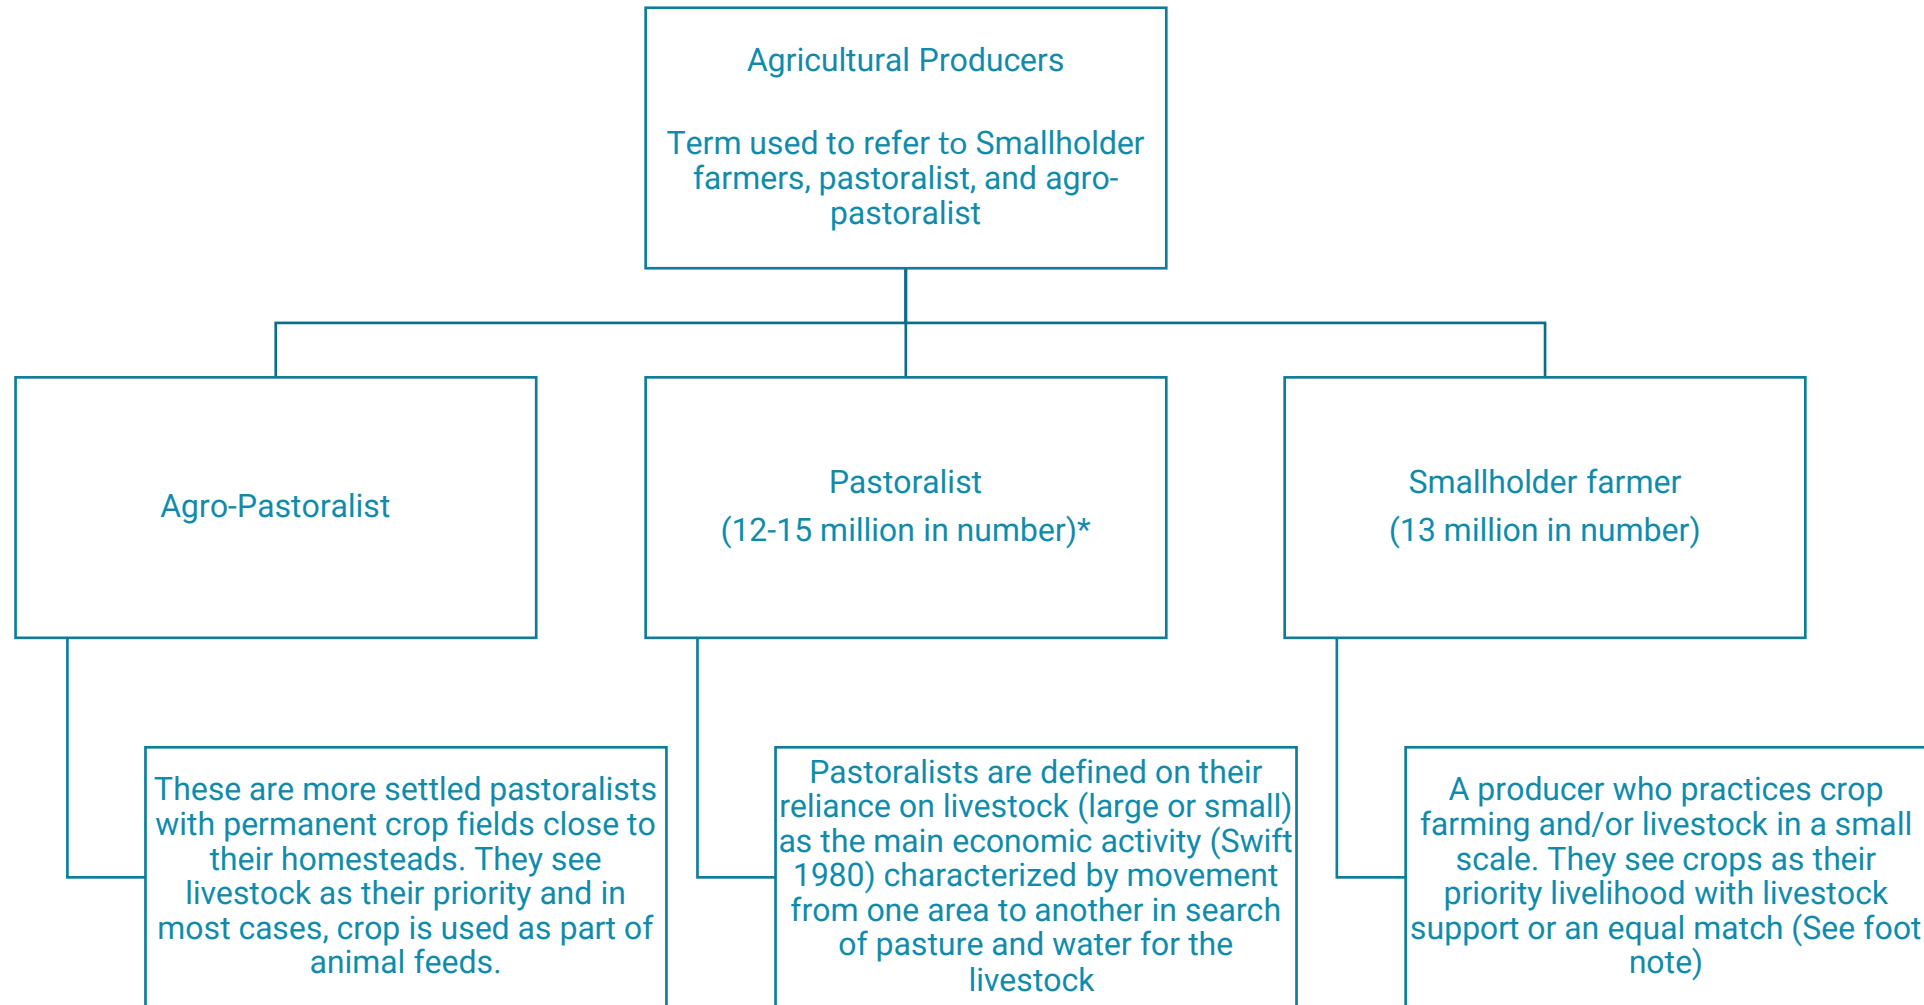 Agricultural Producers
Term used to refer to Smallholder
farmers, pastoralist, and agro-
pastoralist
Agro-Pastoralist
Pastoralist
(12-15 million in number)*
Smallholder farmer
(13 million in number)
These are more settled pastoralists
with permanent crop fields close to
their homesteads. They see
livestock as their priority and in
most cases, crop is used as part of
animal feeds.
Pastoralists are defined on their
reliance on livestock (large or small)
as the main economic activity (Swift
1980) characterized by movement
from one area to another in search
of pasture and water for the
livestock
A producer who practices crop
farming and/or livestock in a small
scale. They see crops as their
priority livelihood with livestock
support or an equal match (See foot
note)